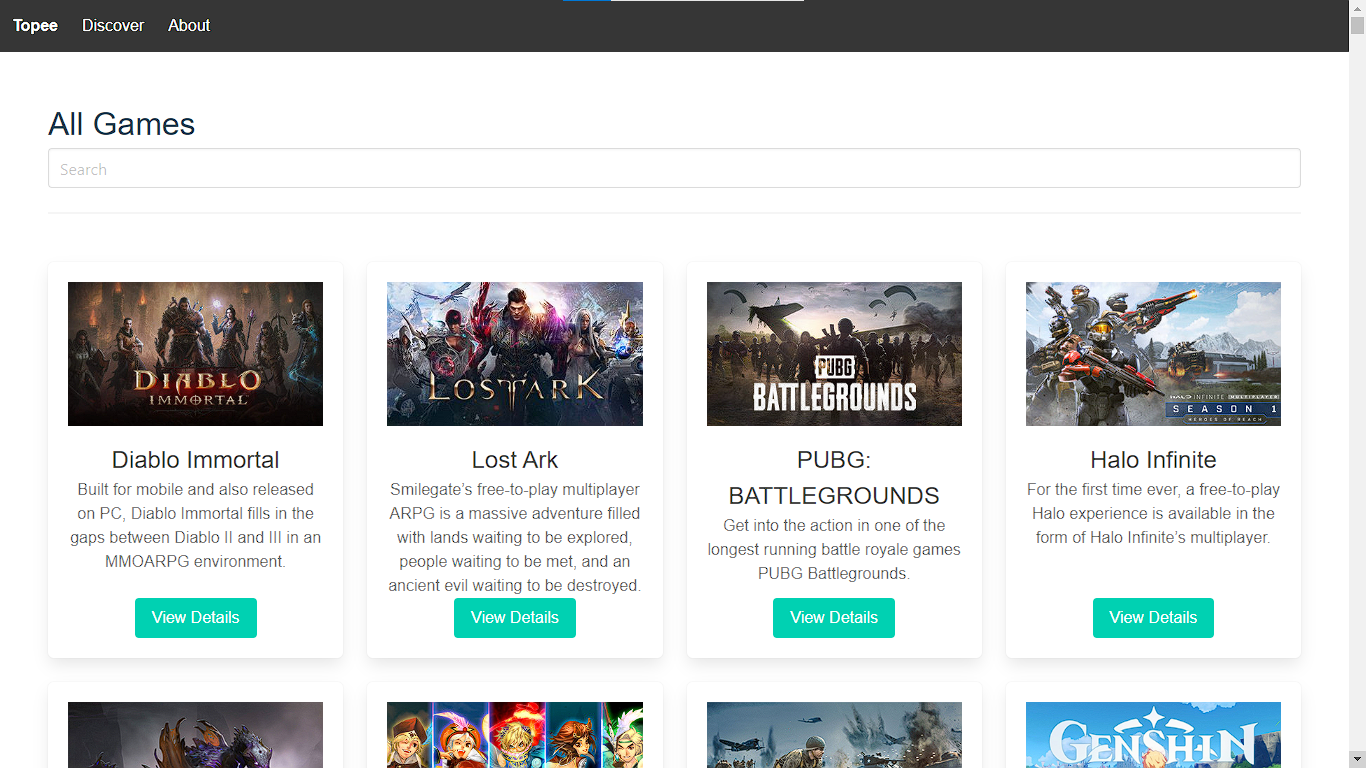 Topee Discover About
All Games
Search
DIABLO
IMMORTAL
LOST ARK
PUBG
BATTLEGROUNDS
HALO INFINITE MULTIPLAYER
SEASON 1
HEROES OF REACH
Diablo Immortal
Built for mobile and also released
on PC, Diablo Immortal fills in the
gaps between Diablo II and III in an
MMOARPG environment.
View Details
Lost Ark
Smilegate’s free-to-play multiplayer
ARPG is a massive adventure filled
with lands waiting to be explored,
people waiting to be met, and an
ancient evil waiting to be destroyed.
View Details
PUBG:
BATTLEGROUNDS
Get into the action in one of the
longest running battle royale games
PUBG Battlegrounds.
View Details
Halo Infinite
For the first time ever, a free-to-play
Halo experience is available in the
form of Halo Infinite’s multiplayer.
View Details
GENSHIN